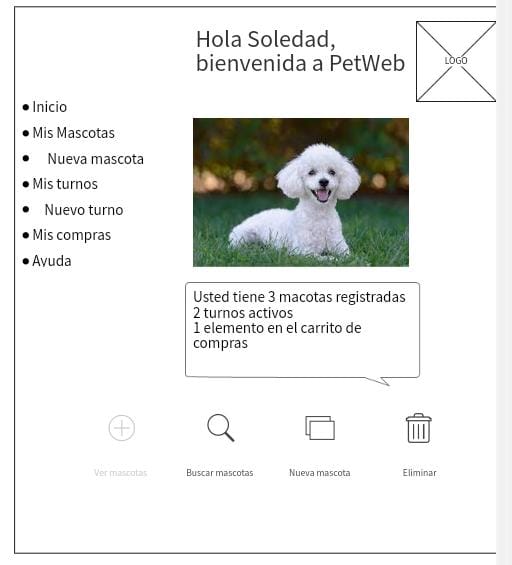 Hola Soledad,
bienvenida a PetWeb
LOGO
Inicio
Mis Mascotas
Nueva mascota
Mis turnos
Nuevo turno
Mis compras
Ayuda
Usted tiene 3 macotas registradas
2 turnos activos
1 elemento en el carrito de
compras
Ver mascotas
Buscar mascotas
Nueva mascota
Eliminar